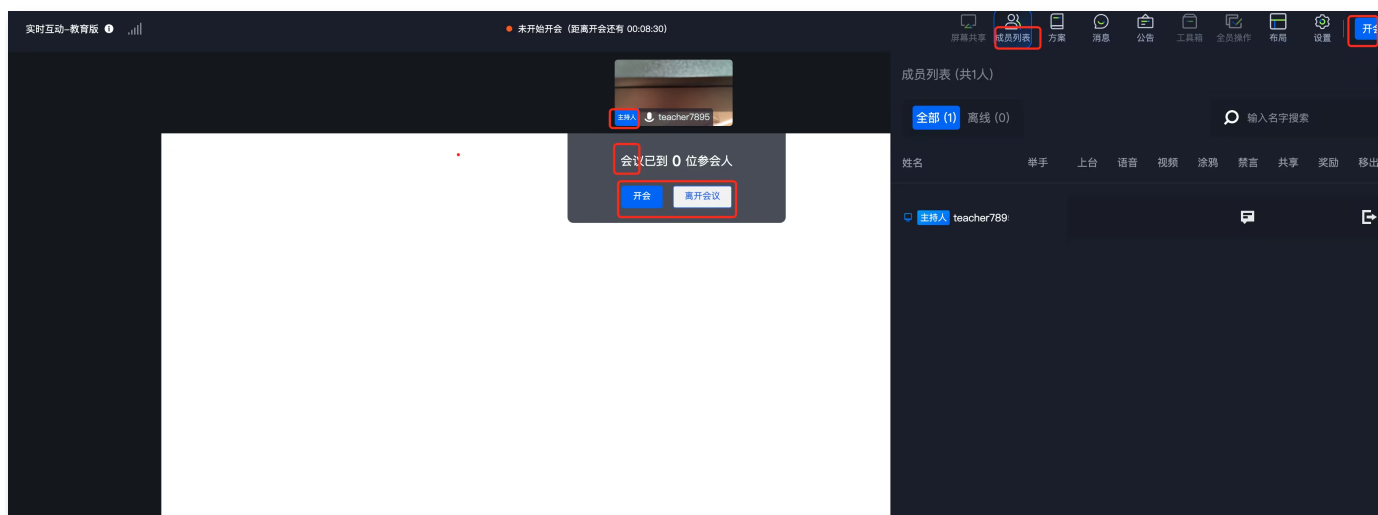 实时互动-教育版
未开始开会 (距离开会还有 00:08:30)
屏幕共享 成员列表 方案 消息 公告 工具箱 全员操作 布局 设置
成员列表 (共1人)
全部 (1) 离线 (0) 输入名字搜索
主持人 teacher7895
会议已到 0 位参会人
开会 离开会议
姓名 举手 上台 语音 视频 涂鸦 禁言 共享 奖励 移出
主持人 teacher789